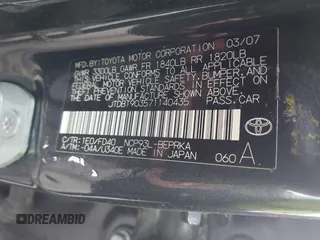 MFD. BY: TOYOTA MOTOR CORPORATION 03/07
GVWR 3300LB GAWR FR 1840LB RR 1820LB
THIS VEHICLE CONFORMS TO ALL APPLICABLE
FEDERAL MOTOR VEHICLE SAFETY, BUMPER, AND
THEFT PREVENTION STANDARDS IN EFFECT ON
THE DATE OF MANUFACTURE SHOWN ABOVE.
JTDBT903571140435 PASS.CAR
C/TR:1E0/FD40 NCP93L-BEPRKA
A/TM:-04A/U340E MADE IN JAPAN
060 A
DREAMBID